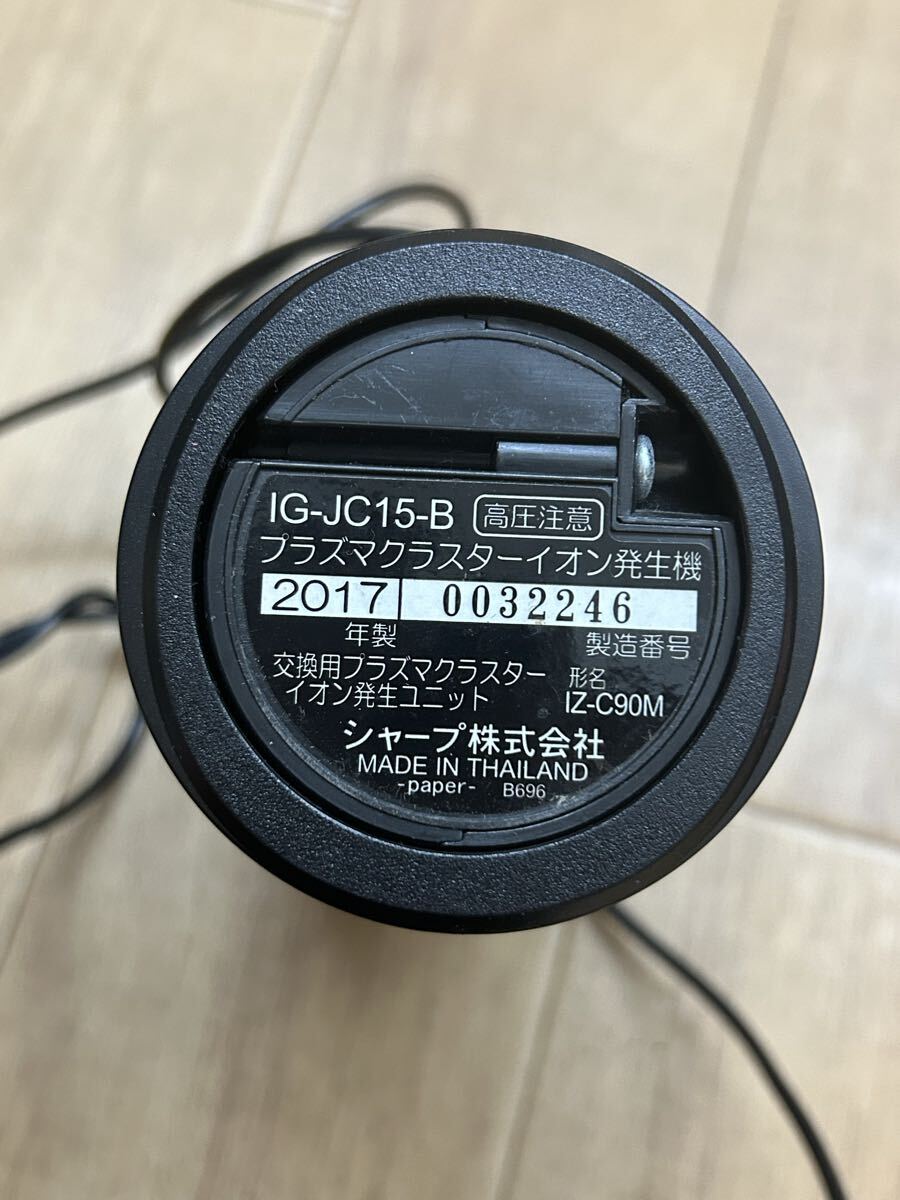 IG-JC15-B 高圧注意
プラズマクラスターイオン発生機
2017 0032246
年製 製造番号
交換用プラズマクラスター 形名
イオン発生ユニット IZ-C90M
シャープ株式会社
MADE IN THAILAND
-paper- B696